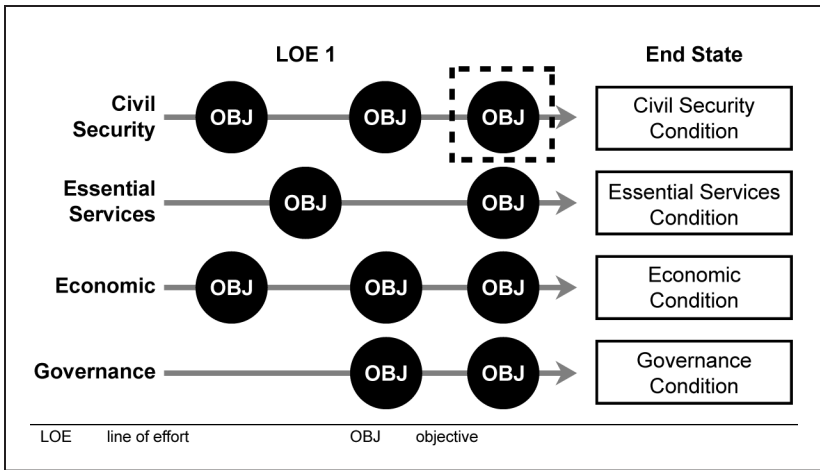 LOE 1 End State
Civil
Security
OBJ OBJ OBJ
Civil Security
Condition
Essential
Services
OBJ OBJ
Essential Services
Condition
Economic
OBJ OBJ OBJ
Economic
Condition
Governance
OBJ OBJ
Governance
Condition
LOE line of effort OBJ objective